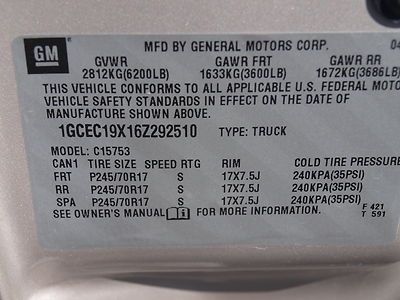 GM MFD BY GENERAL MOTORS CORP. 04
GVWR GAWR FRT GAWR RR
2812KG(6200LB) 1633KG(3600LB) 1672KG(3686LB)
THIS VEHICLE CONFORMS TO ALL APPLICABLE U.S. FEDERAL MOTO
VEHICLE SAFETY STANDARDS IN EFFECT ON THE DATE OF
MANUFACTURE SHOWN ABOVE.
1GCEC19X16Z292510 TYPE: TRUCK
MODEL: C15753
CAN1 TIRE SIZE SPEED RTG RIM COLD TIRE PRESSURE
FRT P245/70R17 S 17X7.5J 240KPA(35PSI)
RR P245/70R17 S 17X7.5J 240KPA(35PSI)
SPA P245/70R17 S 17X7.5J 240KPA(35PSI)
SEE OWNER'S MANUAL FOR MORE INFORMATION. F 421
T 591